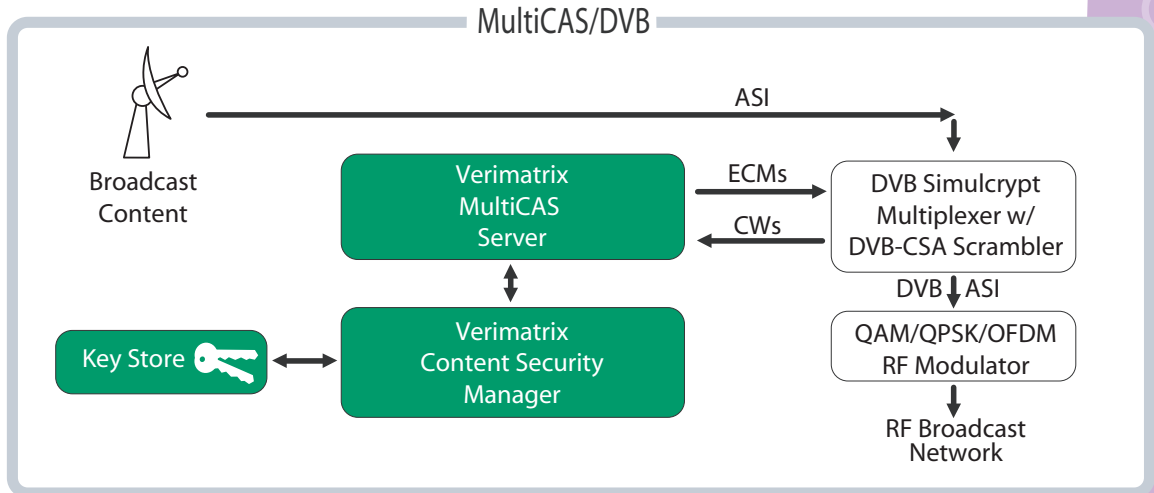 MultiCAS/DVB
ASI
Broadcast
Content
Verimatrix
MultiCAS
Server
ECMs
CWs
DVB Simulcrypt
Multiplexer w/
DVB-CSA Scrambler
DVB ASI
Key Store
Verimatrix
Content Security
Manager
QAM/QPSK/OFDM
RF Modulator
RF Broadcast
Network